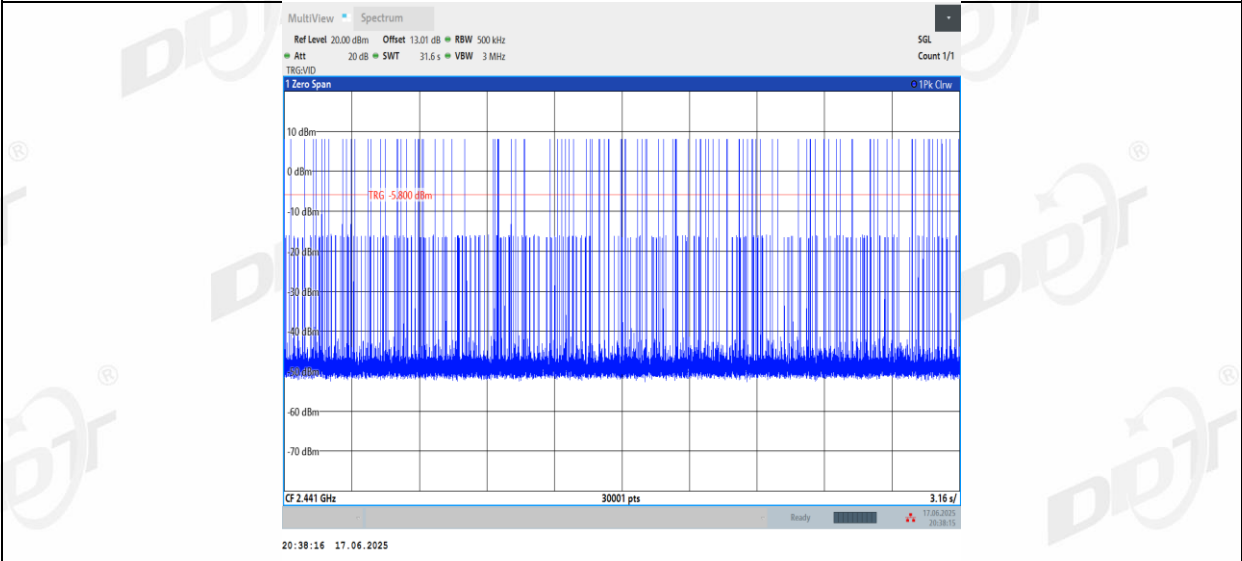 MultiView Spectrum
Ref Level 20.00 dBm Offset 13.01 dB RBW 500 kHz SGL
Att 20 dB SWT 31.6 s VBW 3 MHz Count 1/1
TRG:VID
1 Zero Span 1Pk Clrw
10 dBm
0 dBm
TRG -5.800 dBm
-10 dBm
-20 dBm
-30 dBm
-40 dBm
-50 dBm
-60 dBm
-70 dBm
CF 2.441 GHz 30001 pts 3.16 s/
Ready 17.06.2025
20:38:15
20:38:16 17.06.2025
DDT ®